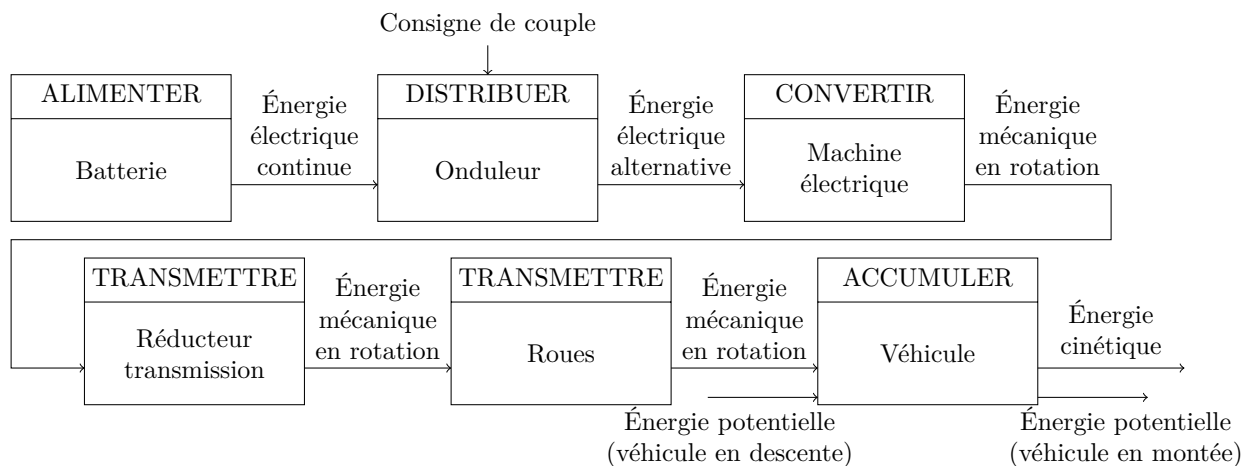 Consigne de couple
ALIMENTER
Batterie
Énergie
électrique
continue
DISTRIBUER
Onduleur
Énergie
électrique
alternative
CONVERTIR
Machine
électrique
Énergie
mécanique
en rotation
TRANSMETTRE
Réducteur
transmission
Énergie
mécanique
en rotation
TRANSMETTRE
Roues
Énergie
mécanique
en rotation
ACCUMULER
Véhicule
Énergie
cinétique
Énergie potentielle
(véhicule en descente)
Énergie potentielle
(véhicule en montée)